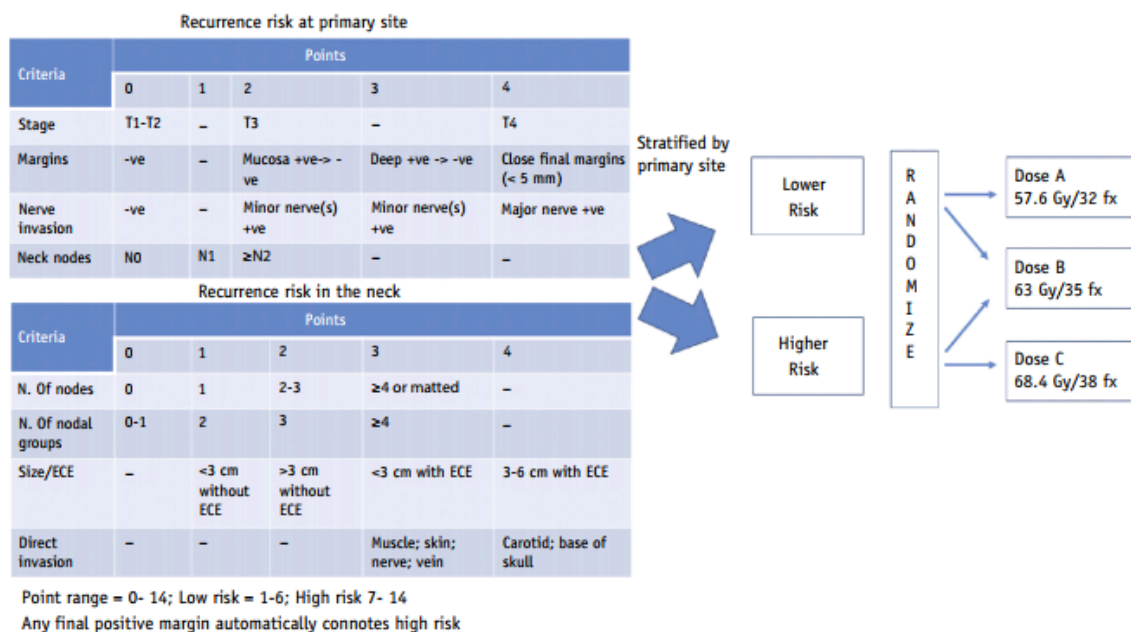 Recurrence risk at primary site
Criteria
Points
0 1 2 3 4
Stage T1-T2 – T3 – T4
Margins -ve – Mucosa +ve-> - Deep +ve -> -ve Close final margins
ve (< 5 mm)
Nerve -ve – Minor nerve(s) Minor nerve(s) Major nerve +ve
invasion +ve +ve
Neck nodes N0 N1 ≥N2 – –
Recurrence risk in the neck
Criteria
Points
0 1 2 3 4
N. Of nodes 0 1 2-3 ≥4 or matted –
N. Of nodal 0-1 2 3 ≥4 –
groups
Size/ECE – <3 cm >3 cm <3 cm with ECE 3-6 cm with ECE
without without
ECE ECE
Direct – – – Muscle; skin; Carotid; base of
invasion nerve; vein skull
Point range = 0- 14; Low risk = 1-6; High risk 7- 14
Any final positive margin automatically connotes high risk
Stratified by
primary site
Lower
Risk
Higher
Risk
R
A
N
D
O
M
I
Z
E
Dose A
57.6 Gy/32 fx
Dose B
63 Gy/35 fx
Dose C
68.4 Gy/38 fx